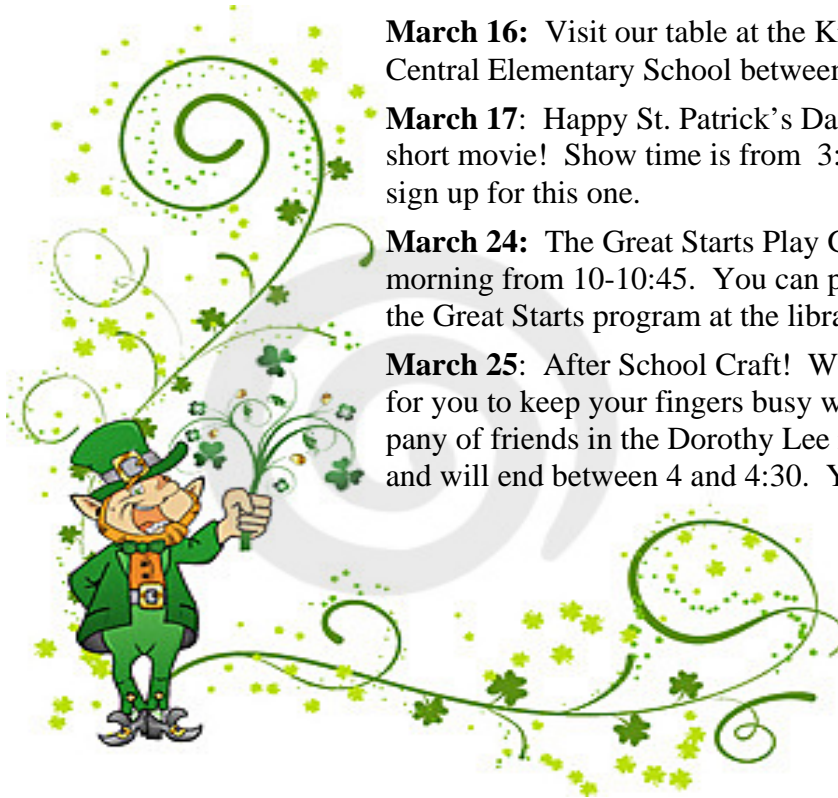 March 16: Visit our table at the K
Central Elementary School between
March 17: Happy St. Patrick's Da
short movie! Show time is from 3:
sign up for this one.
March 24: The Great Starts Play
morning from 10-10:45. You can p
the Great Starts program at the libra
March 25: After School Craft! W
for you to keep your fingers busy w
pany of friends in the Dorothy Lee
and will end between 4 and 4:30. Y